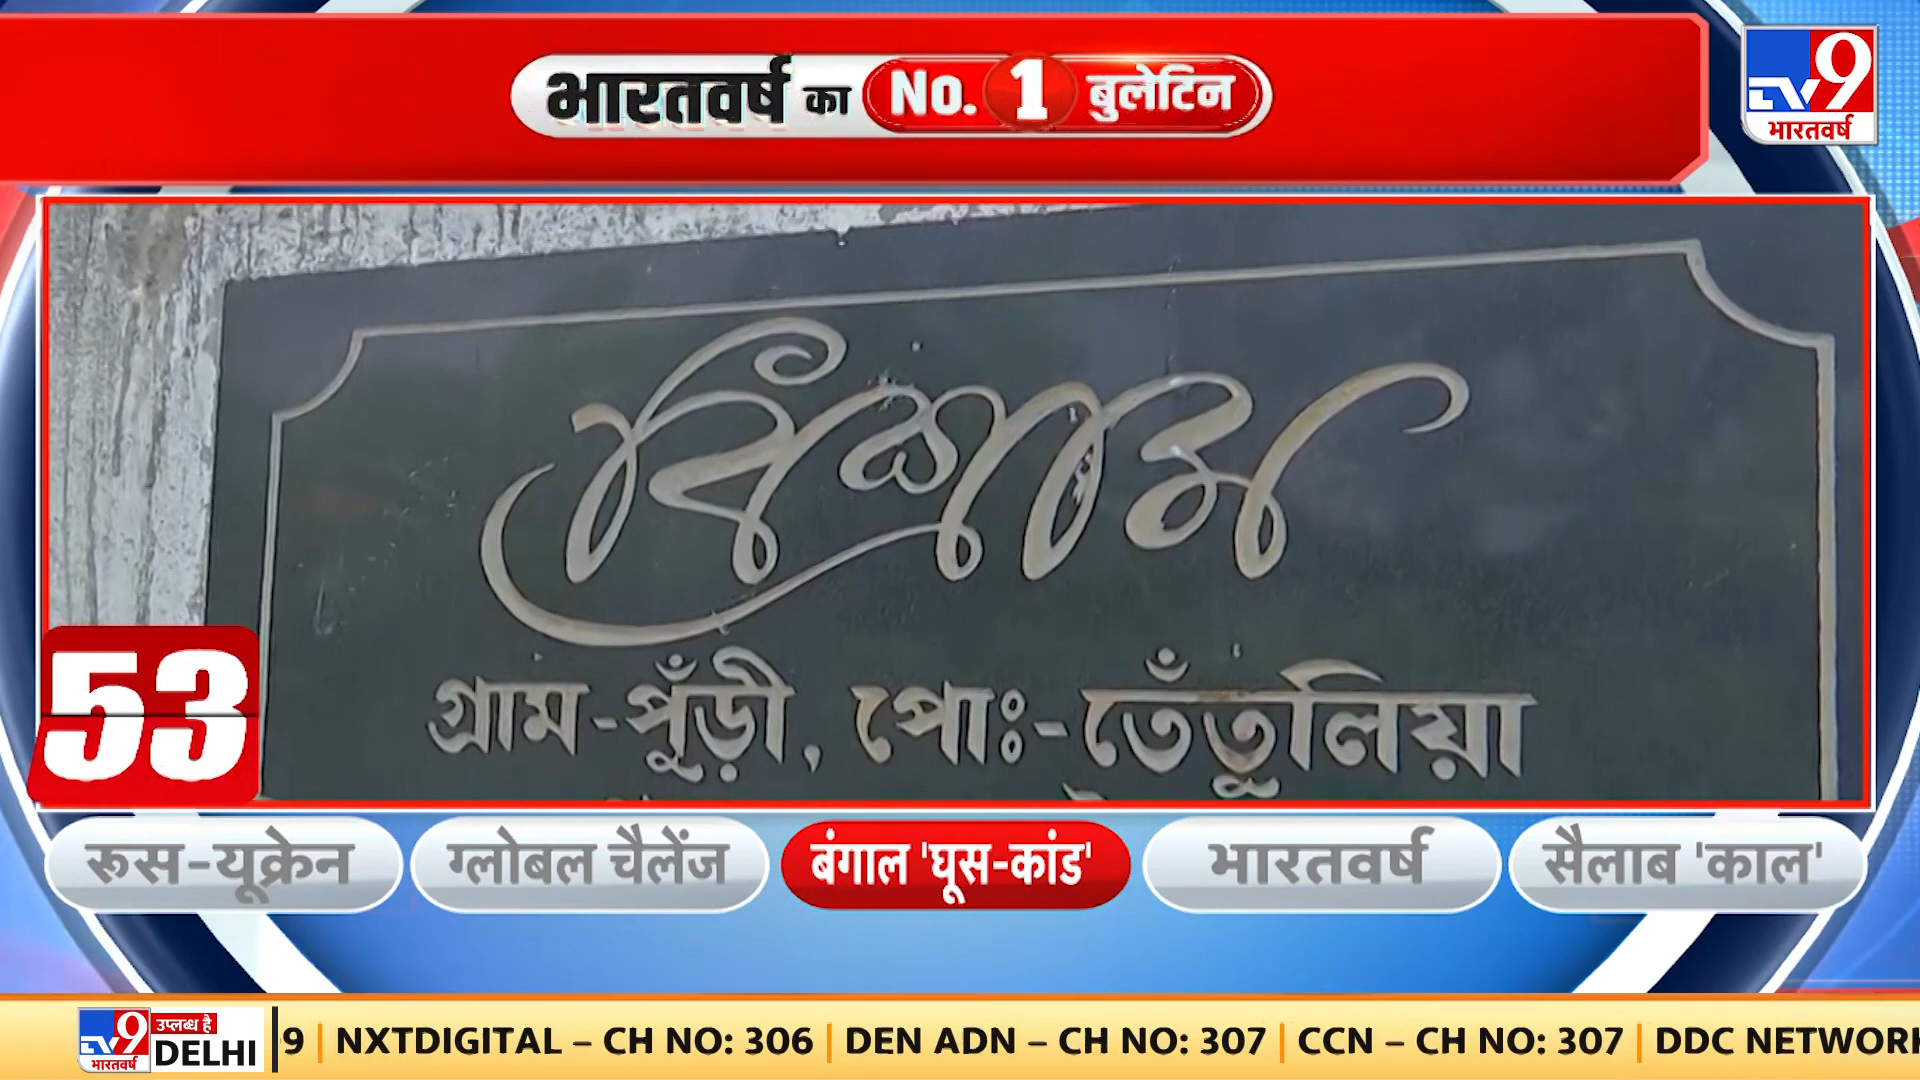 भारतवर्ष का No. 1 बुलेटिन
TV9
भारतवर्ष
বিশ্রাম
গ্রাম-পুঁড়ী, পোঃ-তেঁতুলিয়া
53
रूस-यूक्रेन
ग्लोबल चैलेंज
बंगाल 'घूस-कांड'
भारतवर्ष
सैलाब 'काल'
TV9 भारतवर्ष
उपलब्ध है
DELHI
9 | NXTDIGITAL – CH NO: 306 | DEN ADN – CH NO: 307 | CCN – CH NO: 307 | DDC NETWORK